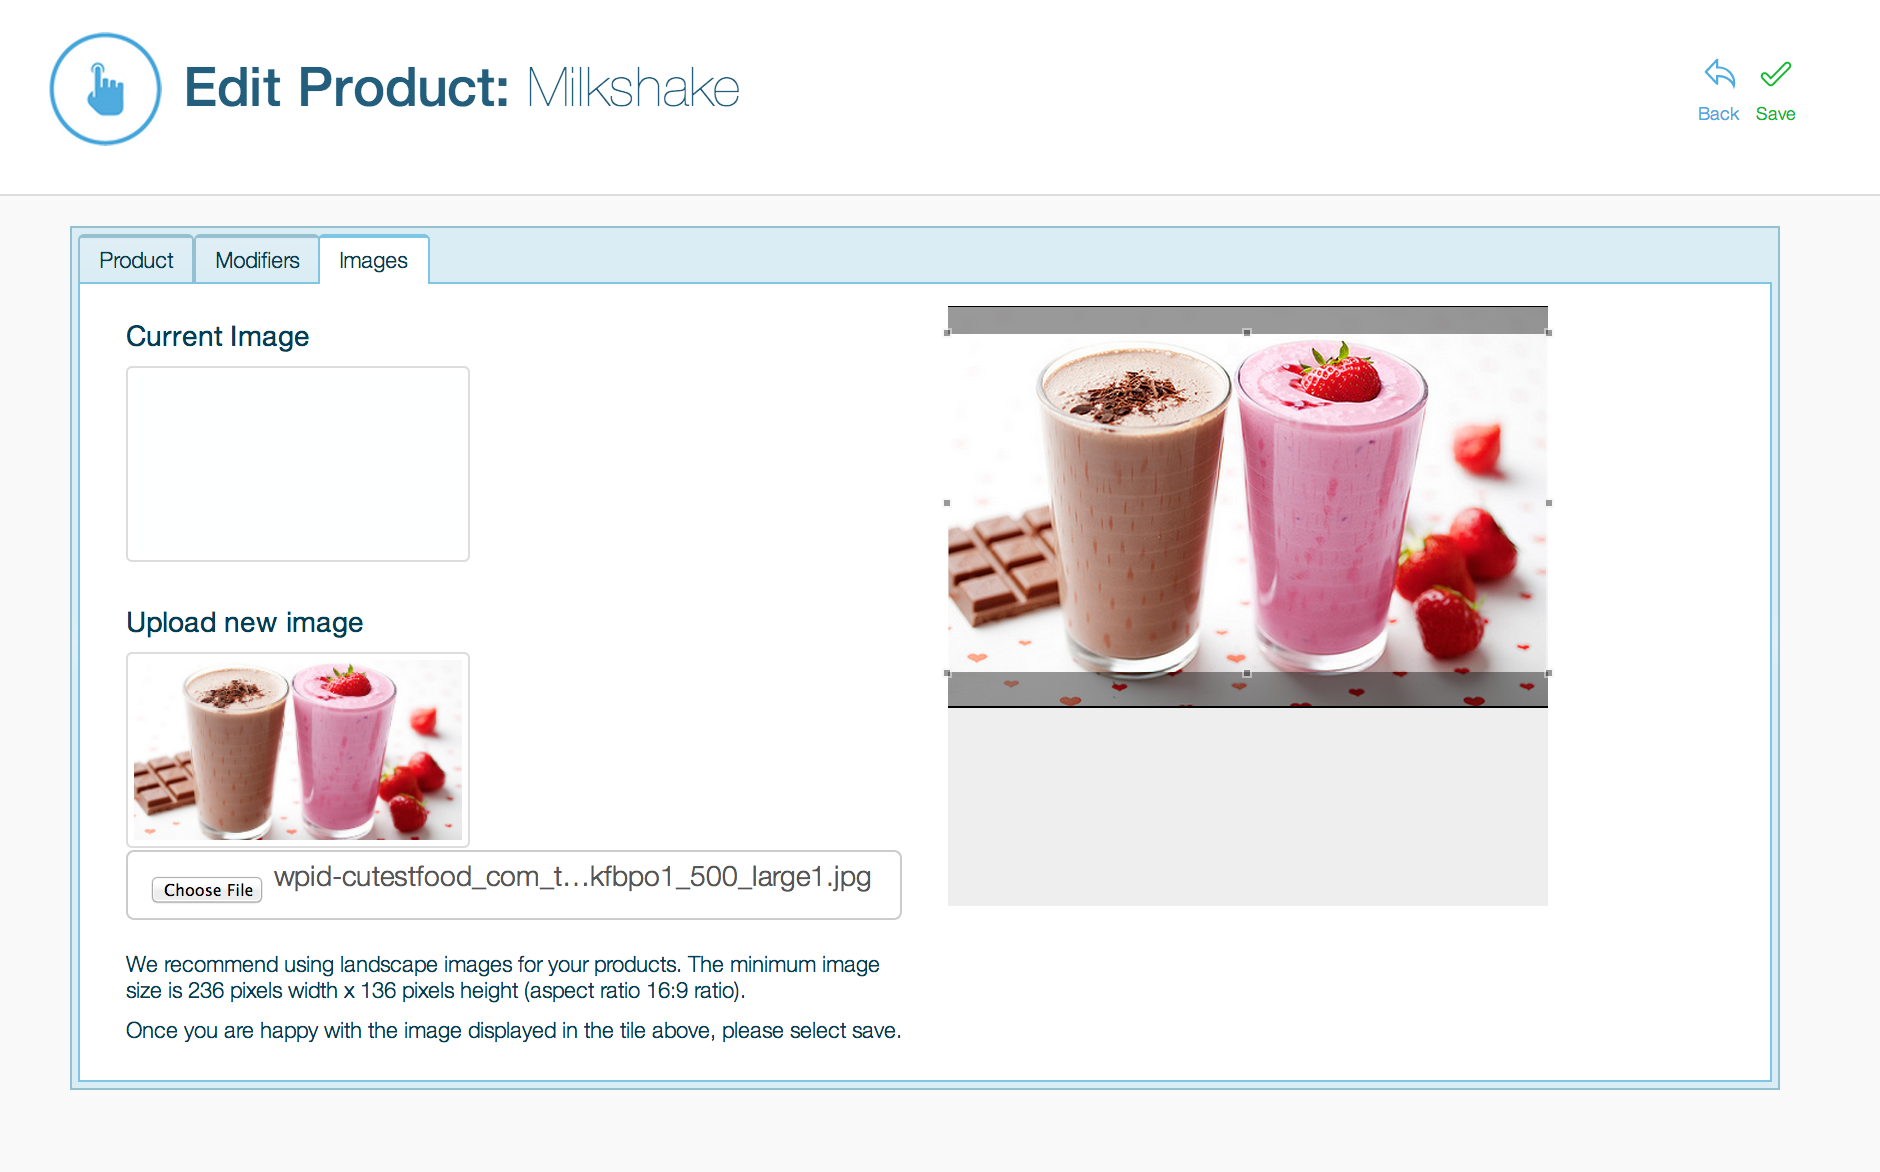 Edit Product: Milkshake
Back
Save
Product
Modifiers
Images
Current Image
Upload new image
Choose File
wpid-cutestfood_com_t...kfbpo1_500_large1.jpg
We recommend using landscape images for your products. The minimum image
size is 236 pixels width x 136 pixels height (aspect ratio 16:9 ratio).
Once you are happy with the image displayed in the tile above, please select save.